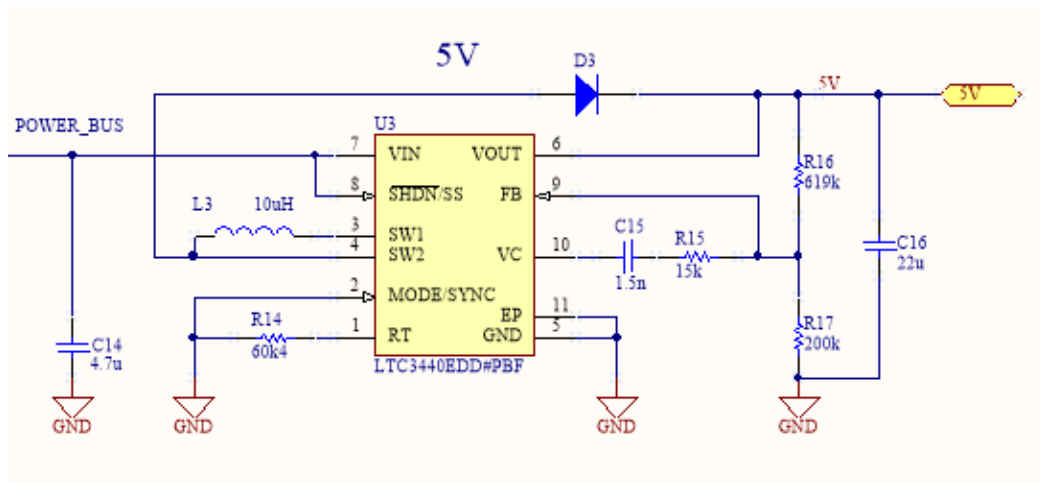 5V
D3
5V
5V
POWER_BUS
U3
7
VIN
VOUT
6
8
SHDN/SS
FB
9
R16
619k
L3
10uH
3
SW1
4
SW2
VC
10
C15
1.5n
R15
15k
C16
22u
2
MODE/SYNC
EP
11
R14
60k4
1
RT
GND
5
R17
200k
C14
4.7u
LTC3440EDD#PBF
GND
GND
GND
GND